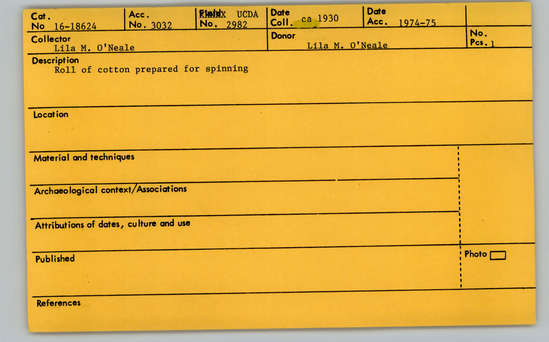 Cat. No 16-18624 Acc. No. 3032 UCDA No. 2982 Date Coll. ca 1930 Date Acc. 1974-75
Collector Donor No. Pcs. 1
Lila M. O'Neale Lila M. O'Neale
Description
Roll of cotton prepared for spinning
Location
Material and techniques
Archaeological context/Associations
Attributions of dates, culture and use
Published Photo
References